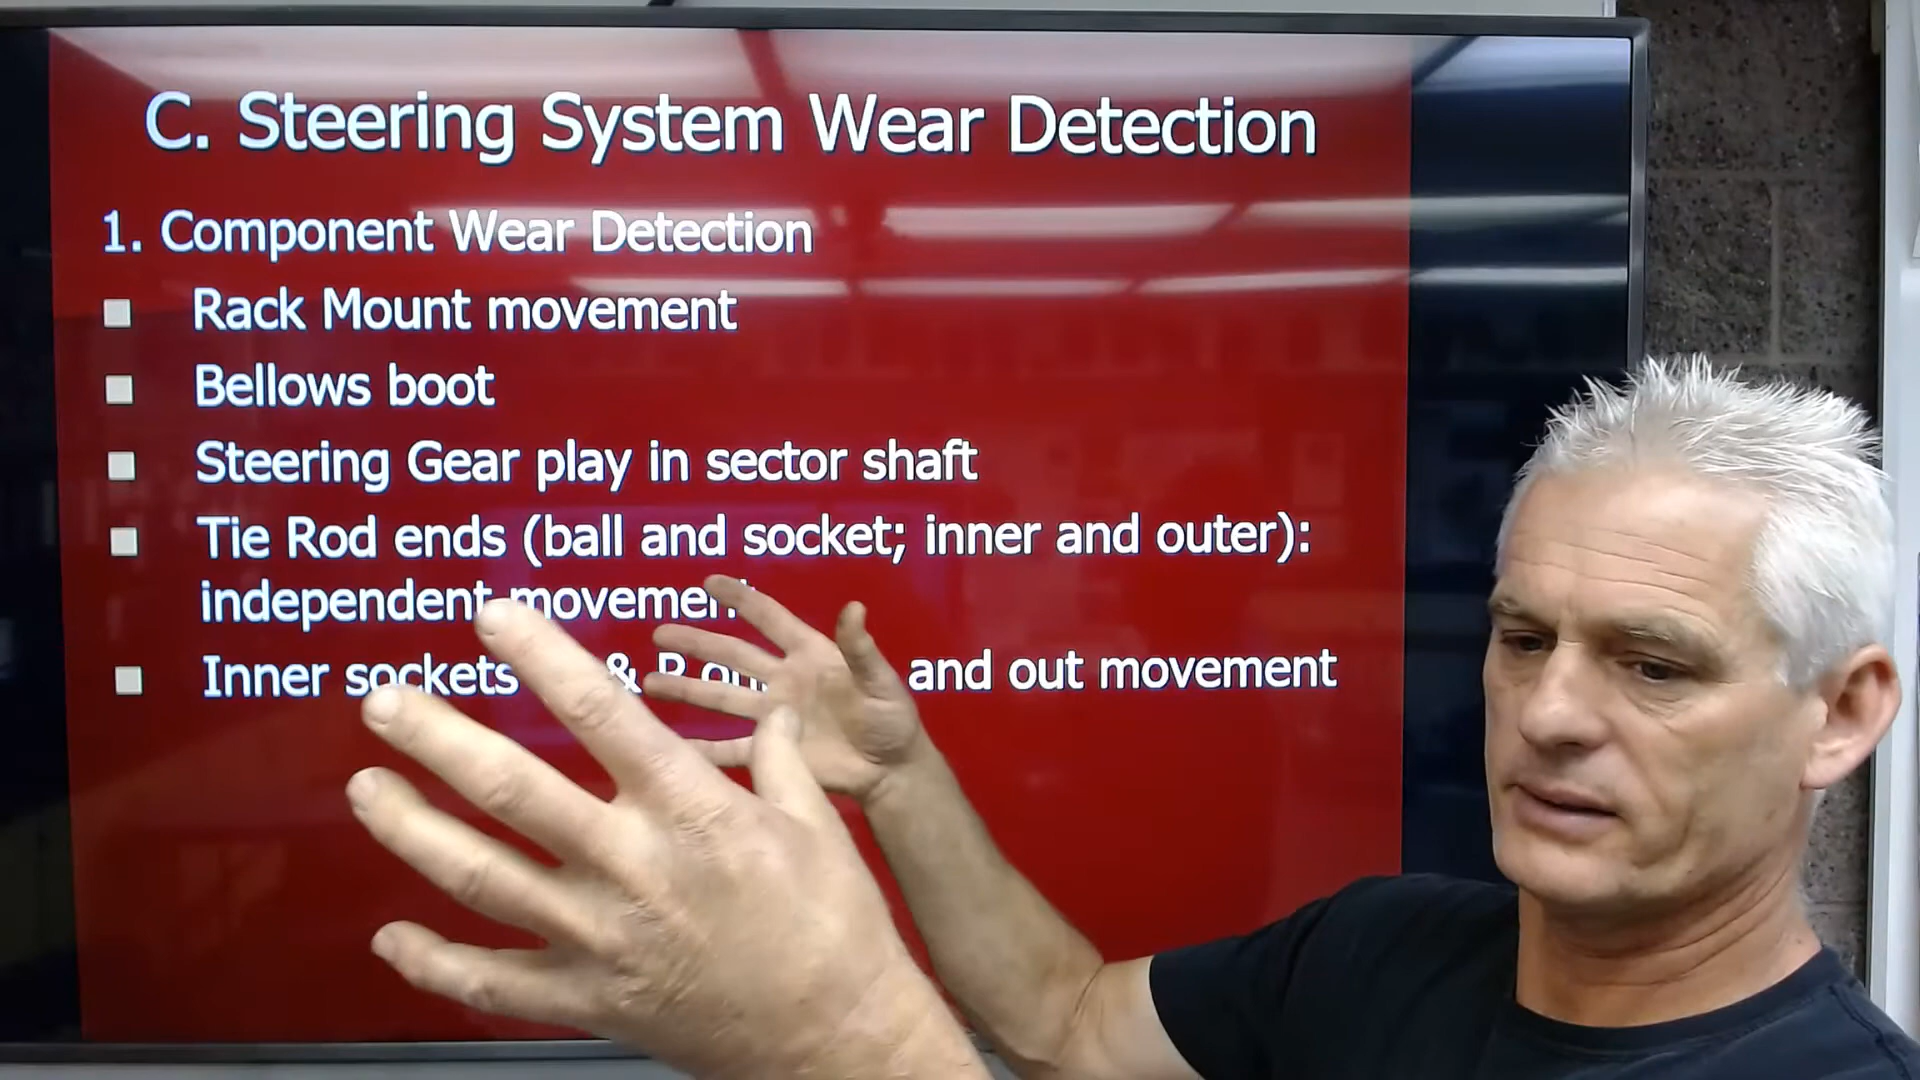 C. Steering System Wear Detection
1. Component Wear Detection
Rack Mount movement
Bellows boot
Steering Gear play in sector shaft
Tie Rod ends (ball and socket; inner and outer):
independent movement
Inner sockets & R and out movement